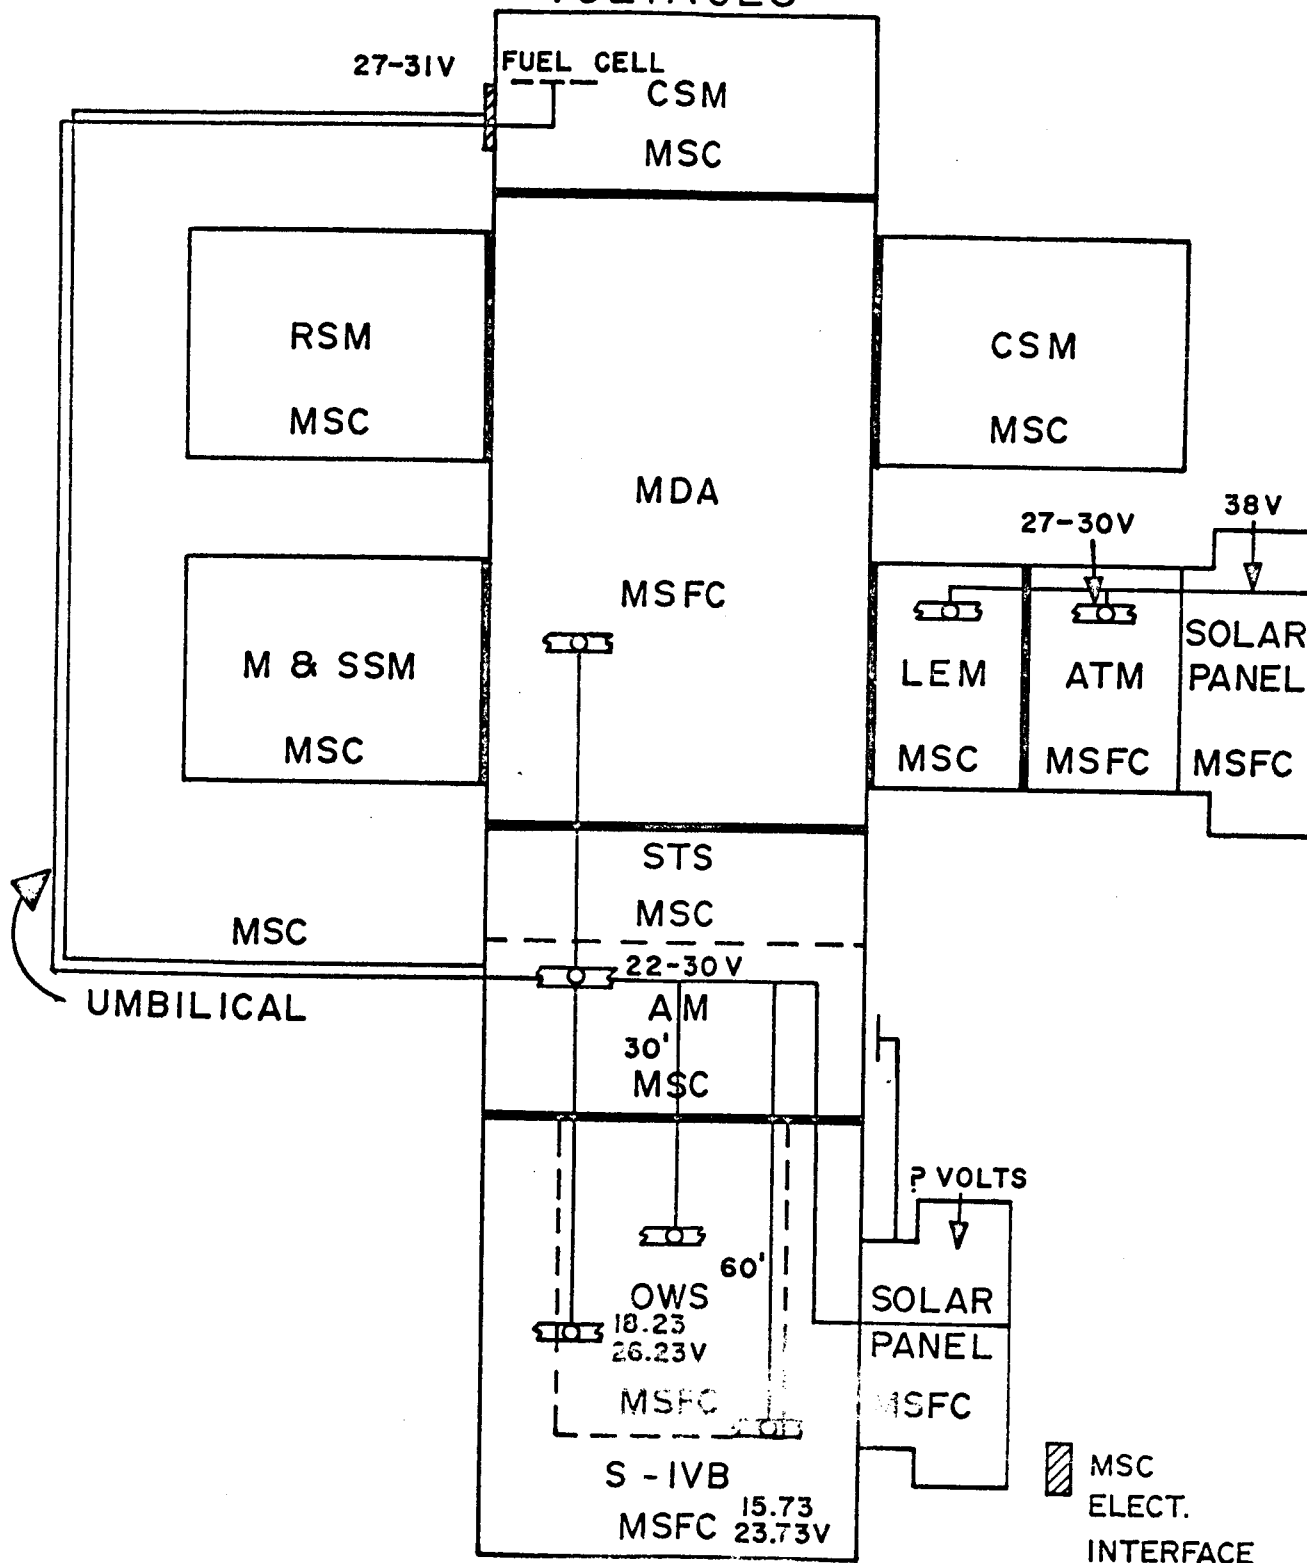 VOLTAGES
27-31V
FUEL CELL
CSM
MSC
RSM
MSC
CSM
MSC
MDA
MSFC
27-30V
38V
M & SSM
MSC
LEM
MSC
ATM
MSFC
SOLAR
PANEL
MSFC
STS
MSC
MSC
UMBILICAL
22-30V
AM
30'
MSC
? VOLTS
60'
OWS
18.23
26.23V
MSFC
SOLAR
PANEL
MSFC
S-IVB
MSFC
15.73
23.73V
MSC
ELECT.
INTERFACE